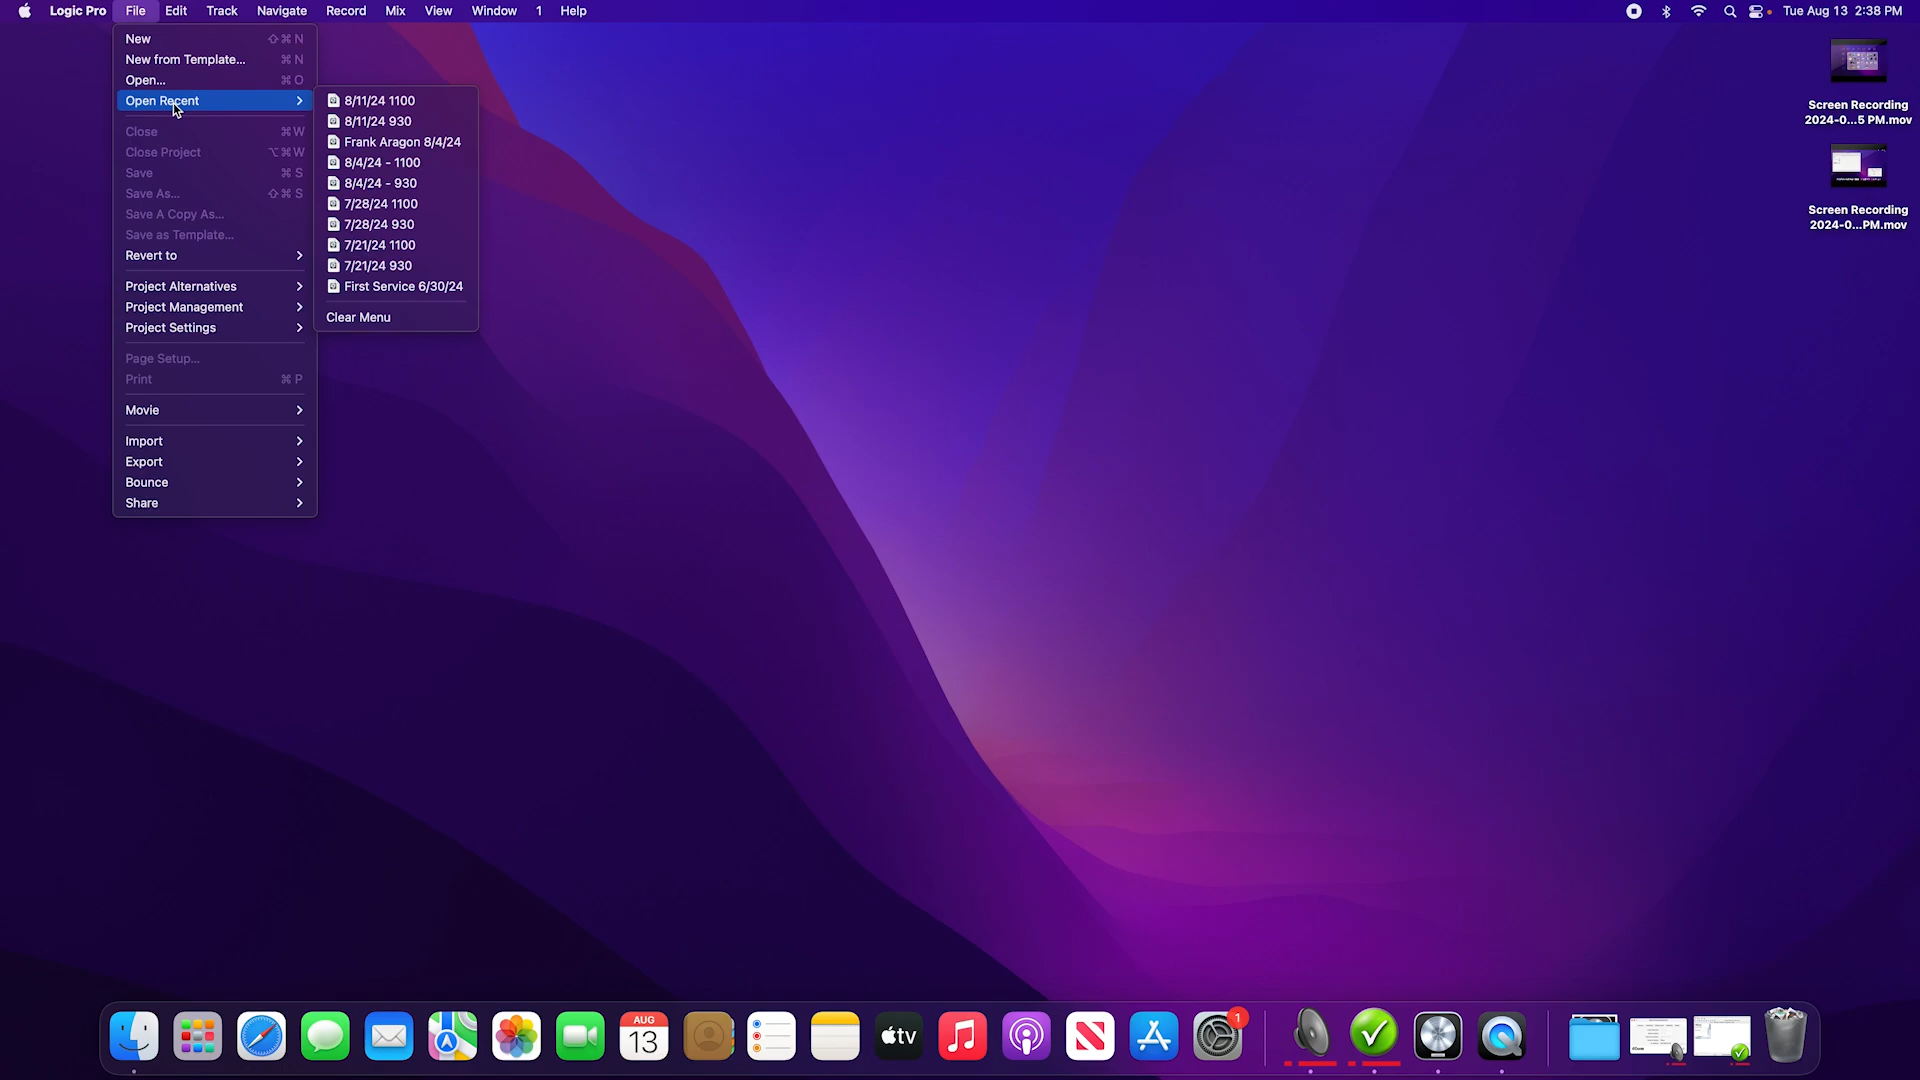 Logic Pro File Edit Track Navigate Record Mix View Window 1 Help Tue Aug 13 2:38 PM
New ⇧⌘N
New from Template... ⌘N
Open... ⌘O
Open Recent
Close ⌘W
Close Project ⌥⌘W
Save ⌘S
Save As... ⇧⌘S
Save A Copy As...
Save as Template...
Revert to
Project Alternatives
Project Management
Project Settings
Page Setup...
Print ⌘P
Movie
Import
Export
Bounce
Share
8/11/24 1100
8/11/24 930
Frank Aragon 8/4/24
8/4/24 - 1100
8/4/24 - 930
7/28/24 1100
7/28/24 930
7/21/24 1100
7/21/24 930
First Service 6/30/24
Clear Menu
Screen Recording
2024-0...5 PM.mov
Screen Recording
2024-0...PM.mov
AUG
13
tv
1